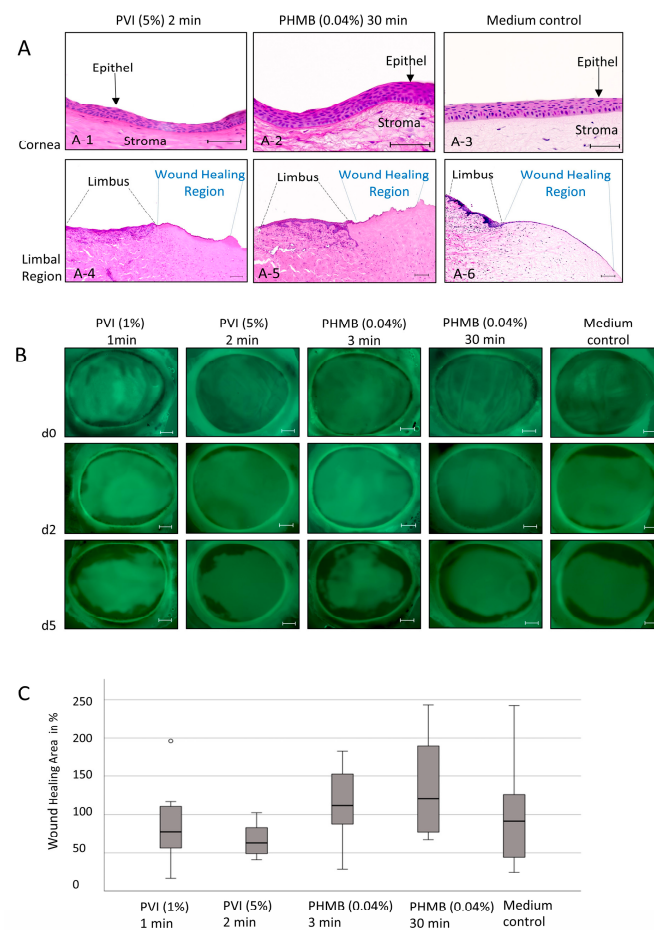 PVI (5%) 2 min
PHMB (0.04%) 30 min
Medium control
A
Epithel
Epithel
Epithel
Stroma
Stroma
Stroma
A-1
A-2
A-3
Cornea
Limbus
Wound Healing
Region
Limbus
Wound Healing
Region
Limbus
Wound Healing
Region
Limbal
Region
A-4
A-5
A-6
B
PVI (1%)
1min
PVI (5%)
2 min
PHMB (0.04%)
3 min
PHMB (0.04%)
30 min
Medium
control
d0
d2
d5
C
Wound Healing Area in %
250
200
150
100
50
0
PVI (1%)
1 min
PVI (5%)
2 min
PHMB (0.04%)
3 min
PHMB (0.04%)
30 min
Medium
control